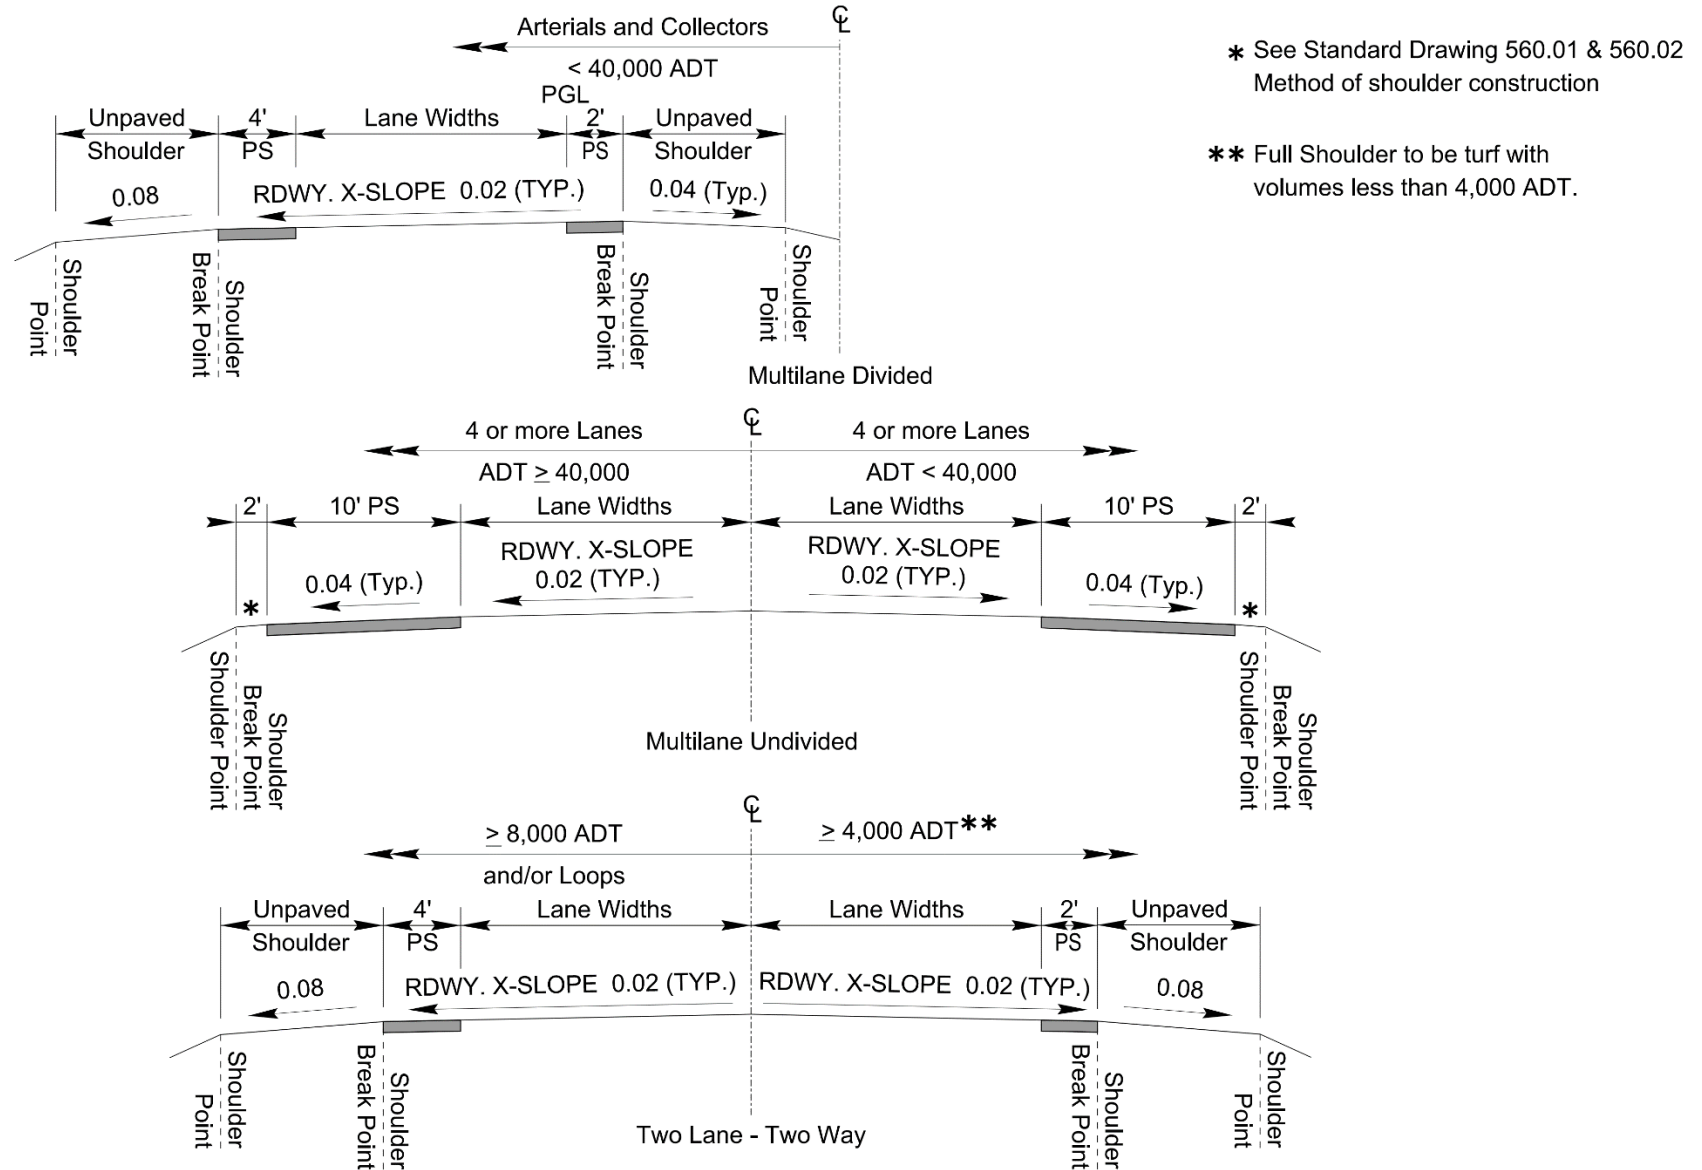 ℄
Arterials and Collectors
< 40,000 ADT
PGL
Unpaved
Shoulder
4'
PS
Lane Widths
2'
PS
Unpaved
Shoulder
0.08
RDWY. X-SLOPE 0.02 (TYP.)
0.04 (Typ.)
Shoulder
Point
Shoulder
Break Point
Shoulder
Break Point
Shoulder
Point
Multilane Divided
* See Standard Drawing 560.01 & 560.02
Method of shoulder construction
** Full Shoulder to be turf with
volumes less than 4,000 ADT.
℄
4 or more Lanes
ADT ≥ 40,000
4 or more Lanes
ADT < 40,000
2'
10' PS
Lane Widths
Lane Widths
10' PS
2'
*
0.04 (Typ.)
RDWY. X-SLOPE
0.02 (TYP.)
RDWY. X-SLOPE
0.02 (TYP.)
0.04 (Typ.)
*
Shoulder Point
Shoulder
Break Point
Shoulder Point
Shoulder
Break Point
Multilane Undivided
℄
≥ 8,000 ADT
and/or Loops
≥ 4,000 ADT**
Unpaved
Shoulder
4'
PS
Lane Widths
Lane Widths
2'
PS
Unpaved
Shoulder
0.08
RDWY. X-SLOPE 0.02 (TYP.)
RDWY. X-SLOPE 0.02 (TYP.)
0.08
Shoulder
Point
Shoulder
Break Point
Shoulder
Break Point
Shoulder
Point
Two Lane - Two Way